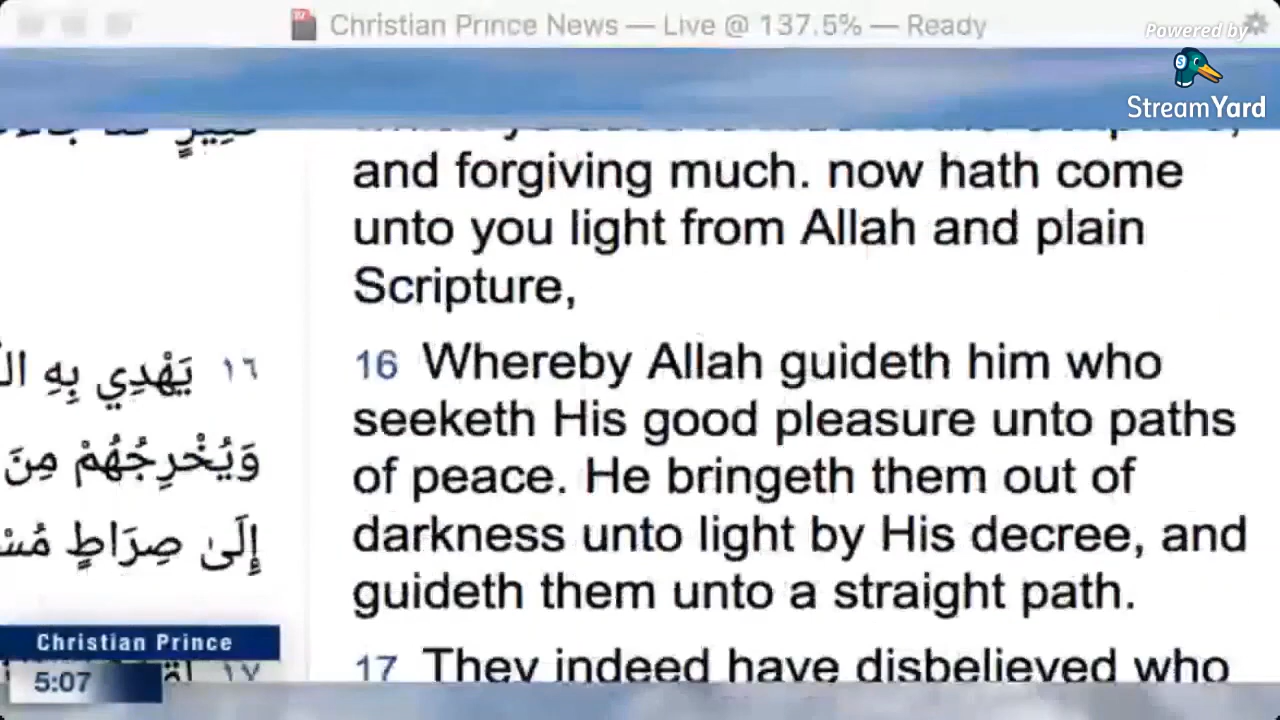 Christian Prince News — Live @ 137.5% — Ready
Powered by
StreamYard
and forgiving much. now hath come
unto you light from Allah and plain
Scripture,
١٦ يَهْدِي بِهِ
16 Whereby Allah guideth him who
seeketh His good pleasure unto paths
وَيُخْرِجُهُمْ مِنَ
of peace. He bringeth them out of
darkness unto light by His decree, and
إِلَىٰ صِرَاطٍ
guideth them unto a straight path.
17 They indeed have disbelieved who
١٧
Christian Prince
5:07